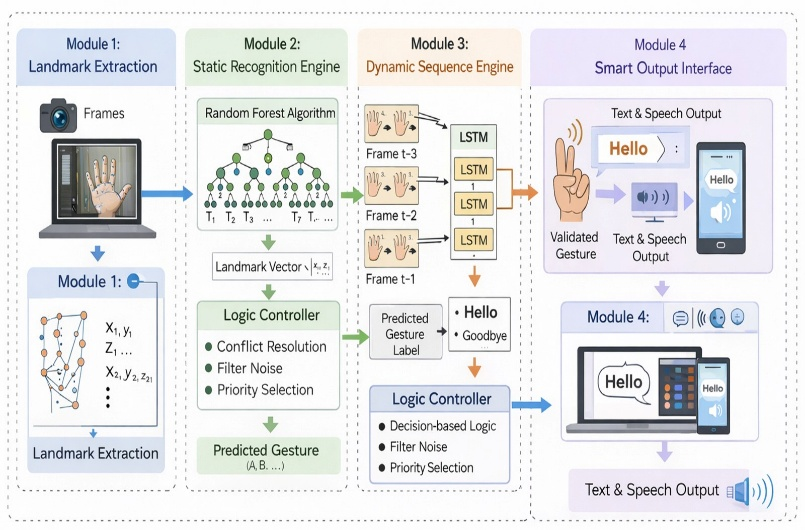 Module 1:
Landmark Extraction
Frames
Module 1:
X1, y1
Z1 ...
X2, y2, z21
Landmark Extraction
Module 2:
Static Recognition Engine
Random Forest Algorithm
T1 T2 T3 ... T7 T,. ...
Landmark Vector
Logic Controller
• Conflict Resolution
• Filter Noise
• Priority Selection
Predicted Gesture
(A, B. ...)
Module 3:
Dynamic Sequence Engine
Frame t-3
Frame t-2
Frame t-1
LSTM
LSTM
LSTM
LSTM
Predicted
Gesture
Label
• Hello
• Goodbye
Logic Controller
• Decision-based Logic
• Filter Noise
• Priority Selection
Module 4
Smart Output Interface
Text & Speech Output
Hello
Hello
Validated
Gesture
Text & Speech
Output
Module 4:
Hello
Hello
Text & Speech Output